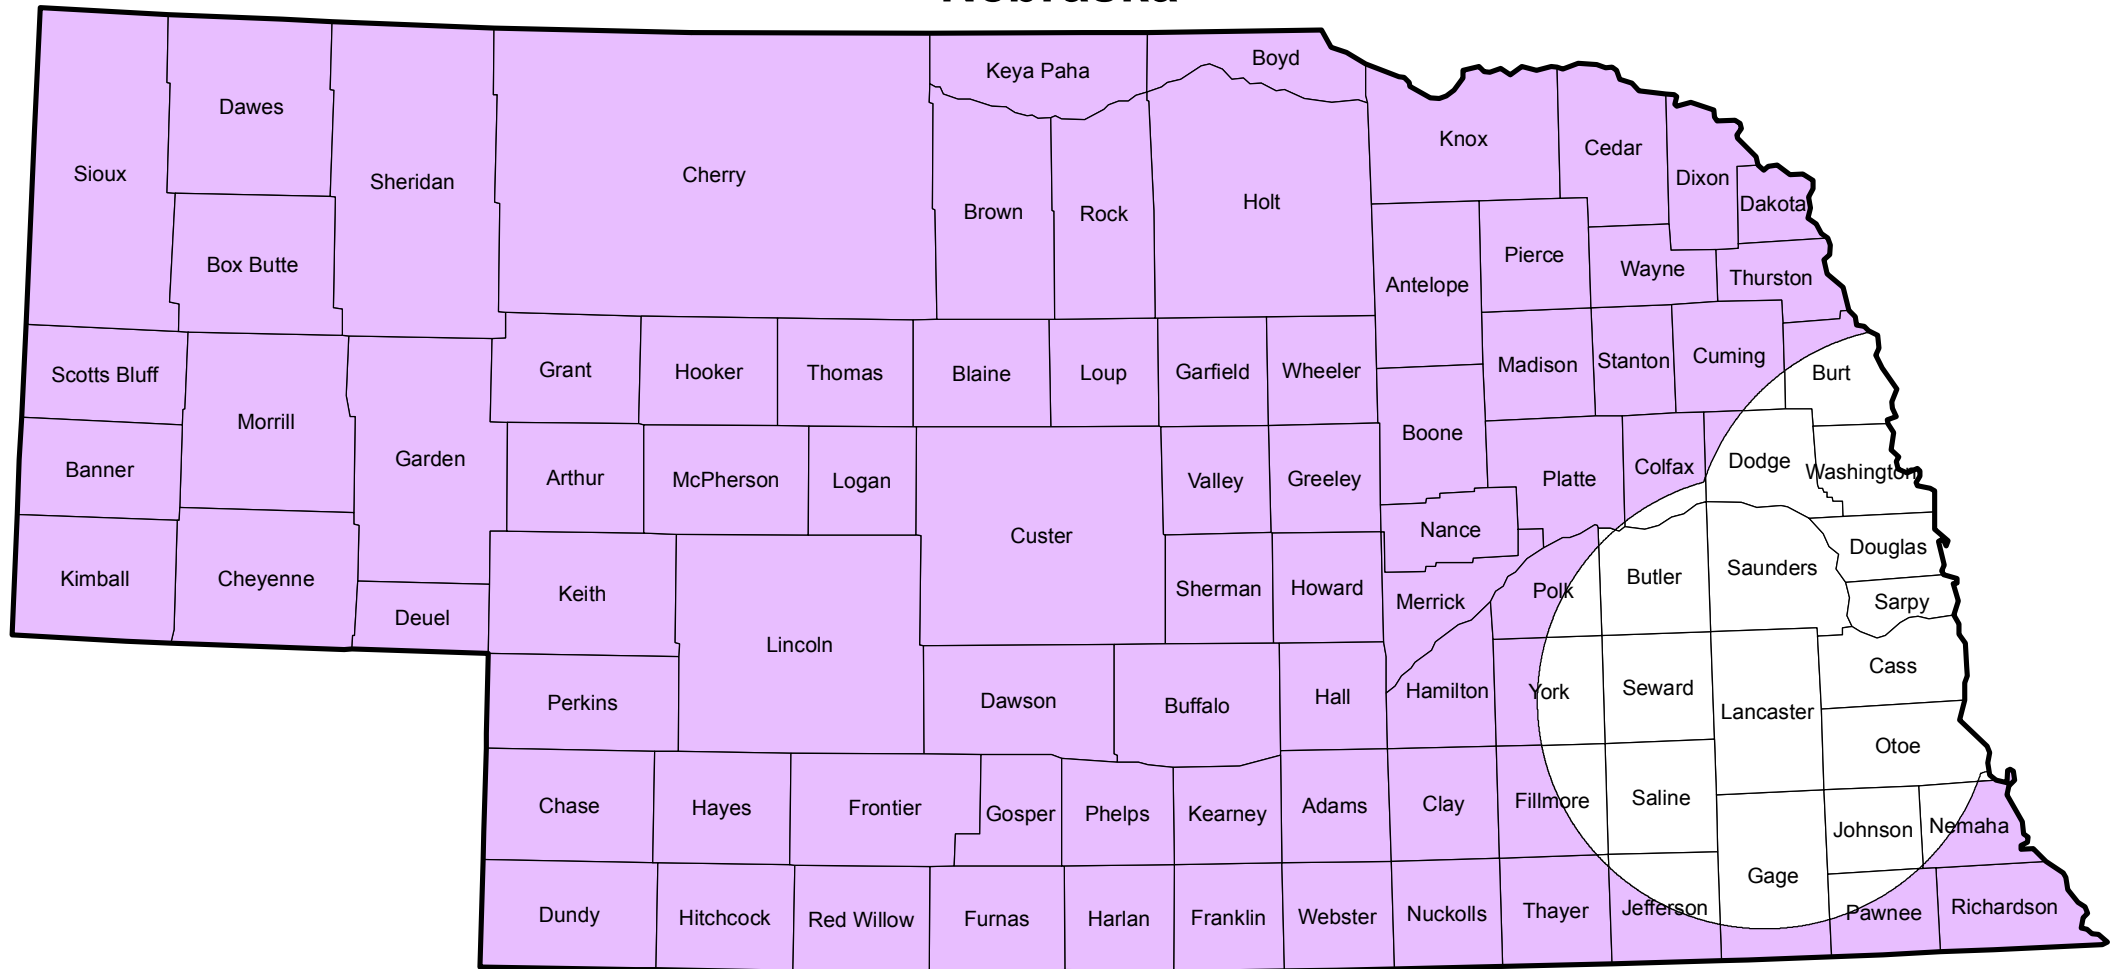 Nebraska
Keya Paha
Boyd
Dawes
Knox
Cedar
Sioux
Sheridan
Cherry
Dixon
Dakota
Brown
Rock
Holt
Box Butte
Antelope
Pierce
Wayne
Thurston
Scotts Bluff
Grant
Hooker
Thomas
Blaine
Loup
Garfield
Wheeler
Madison
Stanton
Cuming
Burt
Morrill
Garden
Boone
Banner
Arthur
McPherson
Logan
Valley
Greeley
Platte
Colfax
Dodge
Washington
Custer
Nance
Douglas
Kimball
Cheyenne
Keith
Sherman
Howard
Merrick
Polk
Butler
Saunders
Sarpy
Deuel
Lincoln
Cass
Perkins
Dawson
Buffalo
Hall
Hamilton
York
Seward
Lancaster
Otoe
Chase
Hayes
Frontier
Gosper
Phelps
Kearney
Adams
Clay
Fillmore
Saline
Johnson
Nemaha
Gage
Dundy
Hitchcock
Red Willow
Furnas
Harlan
Franklin
Webster
Nuckolls
Thayer
Jefferson
Pawnee
Richardson